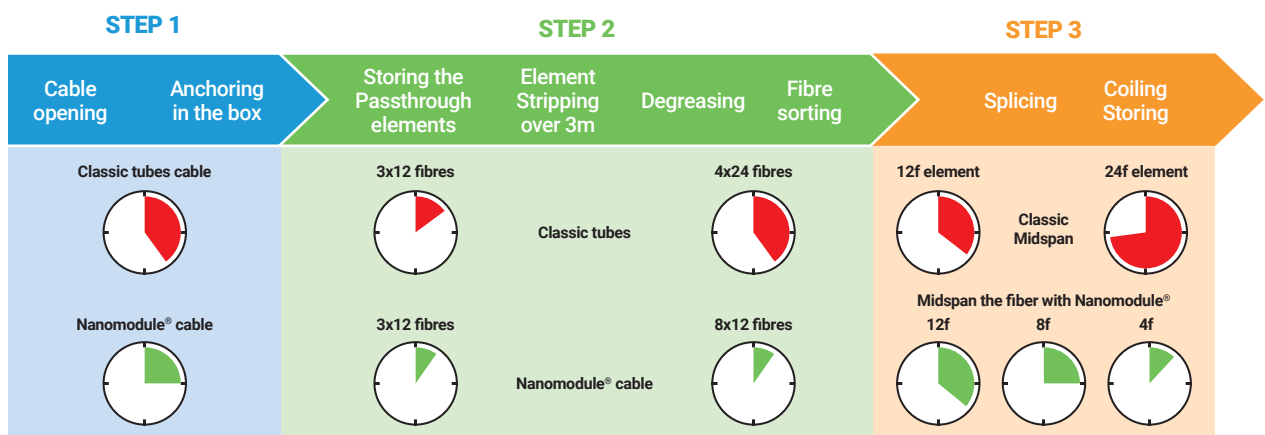 STEP 1
STEP 2
STEP 3
Cable
opening
Anchoring
in the box
Storing the
Passthrough
elements
Element
Stripping
over 3m
Degreasing
Fibre
sorting
Splicing
Coiling
Storing
Classic tubes cable
3x12 fibres
4x24 fibres
12f element
24f element
Classic tubes
Classic
Midspan
Nanomodule® cable
3x12 fibres
8x12 fibres
Midspan the fiber with Nanomodule®
12f
8f
4f
Nanomodule® cable